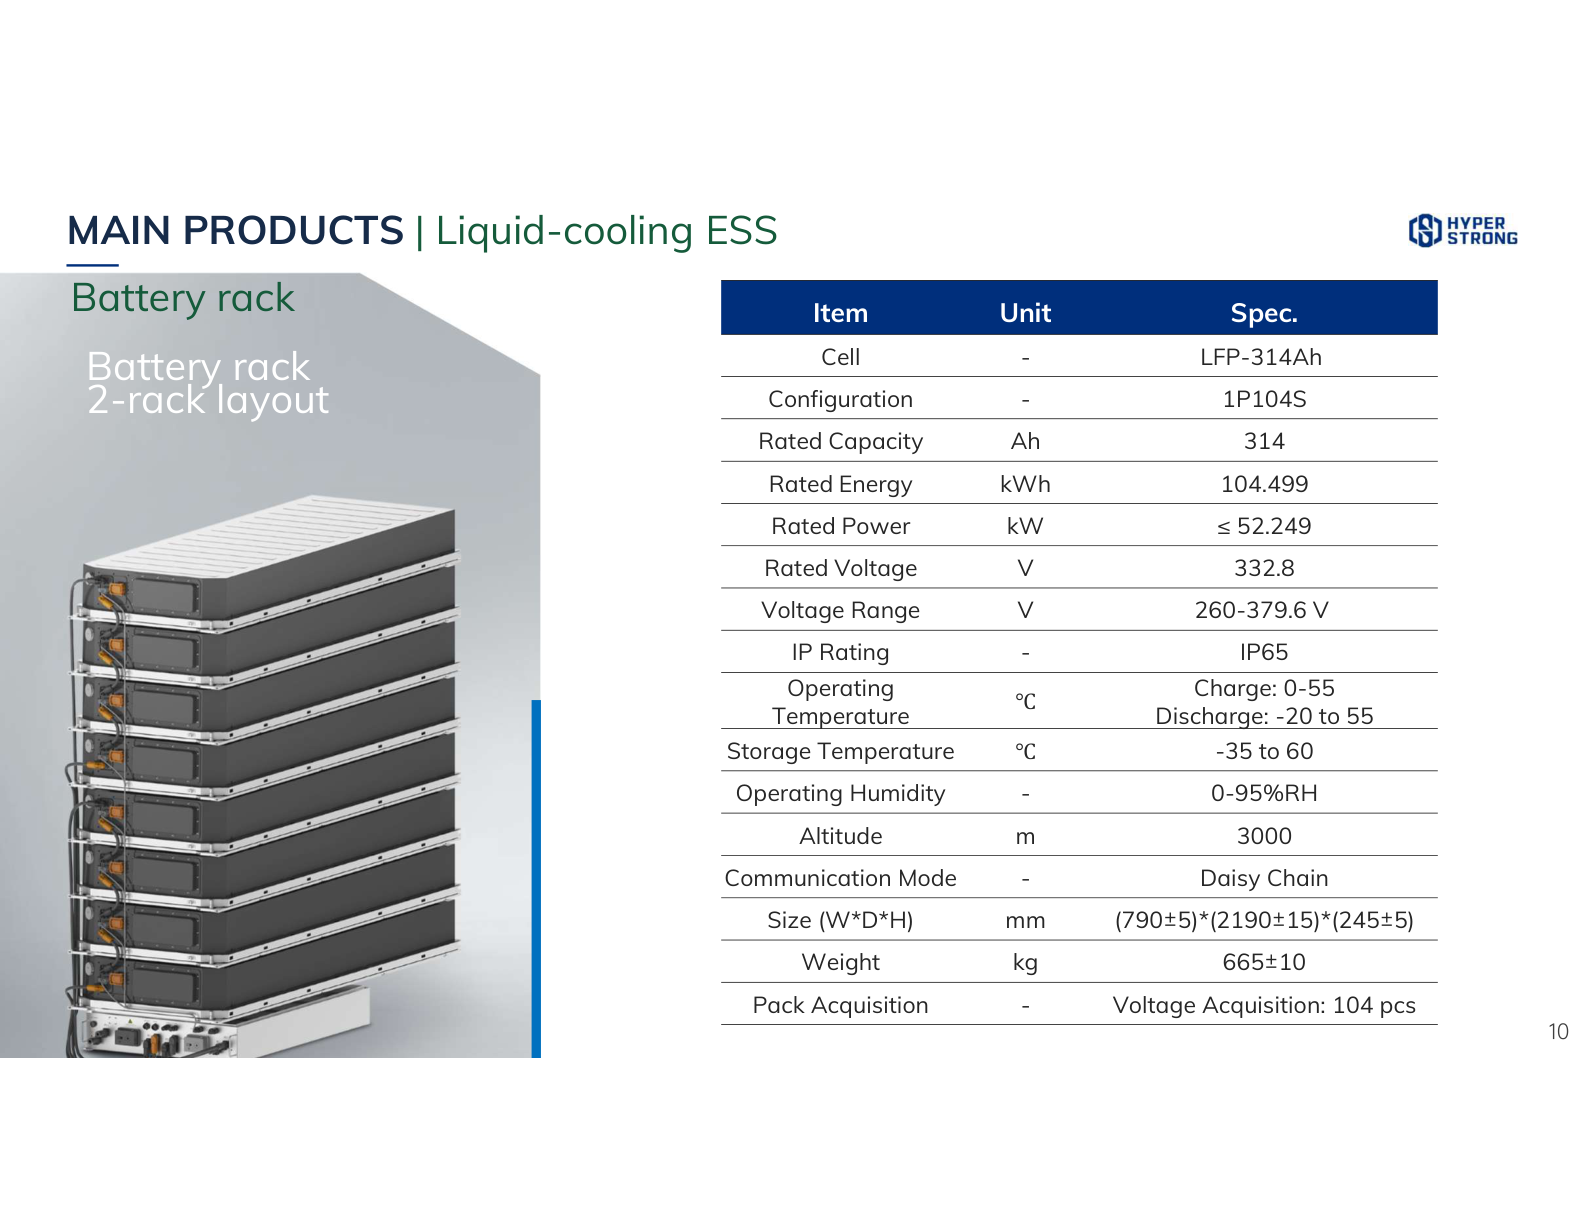 MAIN PRODUCTS | Liquid-cooling ESS
HYPER
STRONG
Battery rack
Battery rack
2-rack layout
Item Unit Spec.
Cell - LFP-314Ah
Configuration - 1P104S
Rated Capacity Ah 314
Rated Energy kWh 104.499
Rated Power kW ≤ 52.249
Rated Voltage V 332.8
Voltage Range V 260-379.6 V
IP Rating - IP65
Operating
Temperature ℃ Charge: 0-55
Discharge: -20 to 55
Storage Temperature ℃ -35 to 60
Operating Humidity - 0-95%RH
Altitude m 3000
Communication Mode - Daisy Chain
Size (W*D*H) mm (790±5)*(2190±15)*(245±5)
Weight kg 665±10
Pack Acquisition - Voltage Acquisition: 104 pcs
10